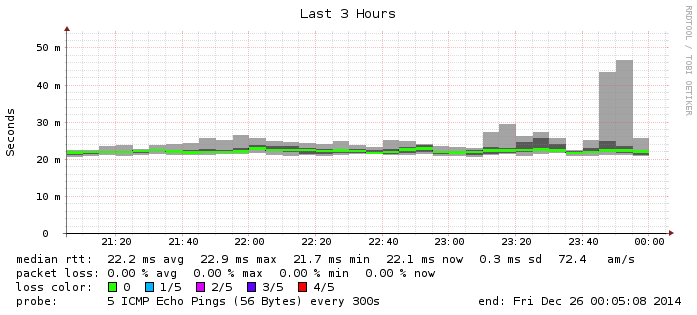 Last 3 Hours
RRDTOOL / TOBI OETIKER
Seconds
50 m
40 m
30 m
20 m
10 m
0
21:20 21:40 22:00 22:20 22:40 23:00 23:20 23:40 00:00
median rtt: 22.2 ms avg 22.9 ms max 21.7 ms min 22.1 ms now 0.3 ms sd 72.4 am/s
packet loss: 0.00 % avg 0.00 % max 0.00 % min 0.00 % now
loss color: 0 1/5 2/5 3/5 4/5
probe: 5 ICMP Echo Pings (56 Bytes) every 300s end: Fri Dec 26 00:05:08 2014